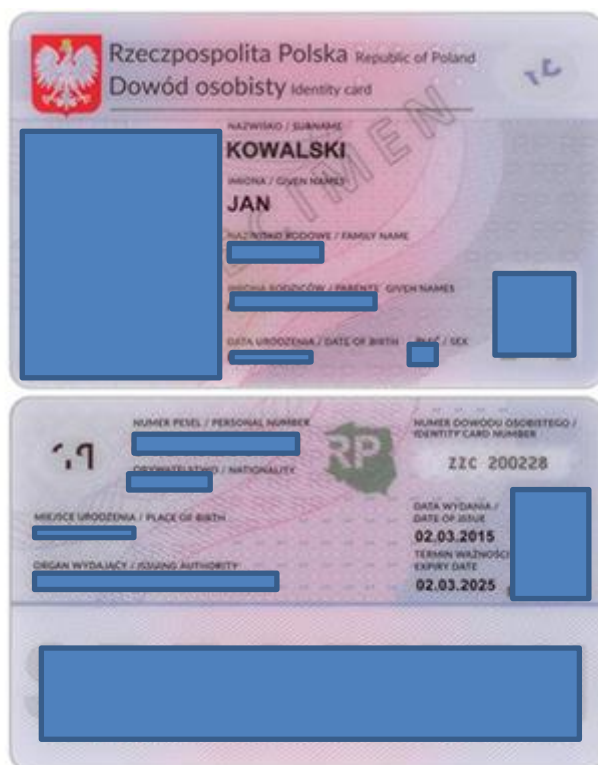 Rzeczpospolita Polska Republic of Poland
Dowód osobisty Identity card
NAZWISKO / SURNAME
KOWALSKI
IMIONA / GIVEN NAMES
JAN
NAZWISKO RODOWE / FAMILY NAME
IMIONA RODZICÓW / PARENTS' GIVEN NAMES
DATA URODZENIA / DATE OF BIRTH PŁEĆ / SEX
NUMER PESEL / PERSONAL NUMBER
OBYWATELSTWO / NATIONALITY
MIEJSCE URODZENIA / PLACE OF BIRTH
ORGAN WYDAJĄCY / ISSUING AUTHORITY
RP
NUMER DOWODU OSOBISTEGO /
IDENTITY CARD NUMBER
ZZC 200228
DATA WYDANIA /
DATE OF ISSUE
02.03.2015
TERMIN WAŻNOŚCI
EXPIRY DATE
02.03.2025